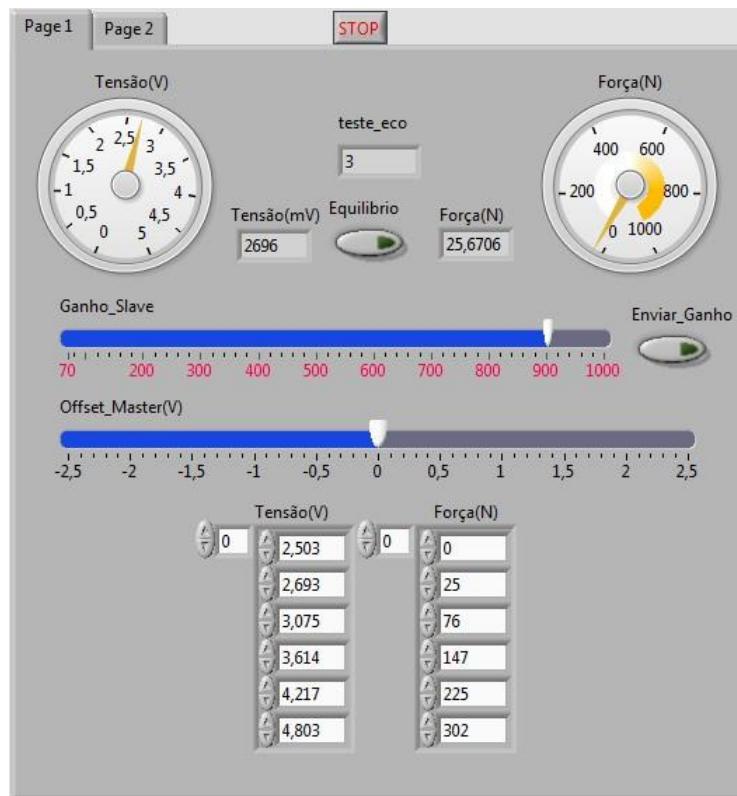 Page 1 Page 2 STOP
Tensão(V) Força(N)
teste_eco
3
0 0,5 1 1,5 2 2,5 3 3,5 4 4,5 5
0 200 400 600 800 1000
Tensão(mV) Equilibrio Força(N)
2696 25,6706
Ganho_Slave Enviar_Ganho
70 200 300 400 500 600 700 800 900 1000
Offset_Master(V)
-2,5 -2 -1,5 -1 -0,5 0 0,5 1 1,5 2 2,5
Tensão(V) Força(N)
0 2,503 0 0
2,693 25
3,075 76
3,614 147
4,217 225
4,803 302